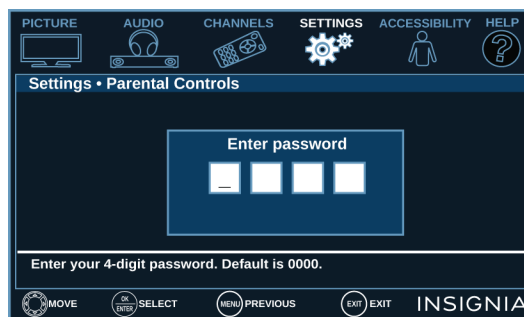 PICTURE AUDIO CHANNELS SETTINGS ACCESSIBILITY HELP
?
Settings • Parental Controls
Enter password
_
Enter your 4-digit password. Default is 0000.
MOVE OK ENTER SELECT MENU PREVIOUS EXIT EXIT INSIGNIA